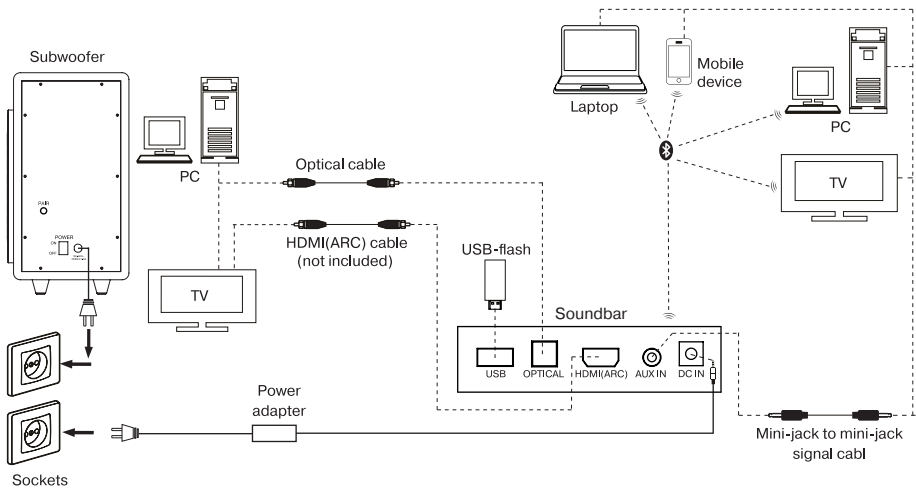 Subwoofer
PAIR
POWER
ON
OFF
PC
Optical cable
HDMI(ARC) cable
(not included)
TV
Laptop
Mobile
device
PC
TV
USB-flash
Soundbar
USB
OPTICAL
HDMI(ARC)
AUX IN
DC IN
Power
adapter
Mini-jack to mini-jack
signal cabl
Sockets